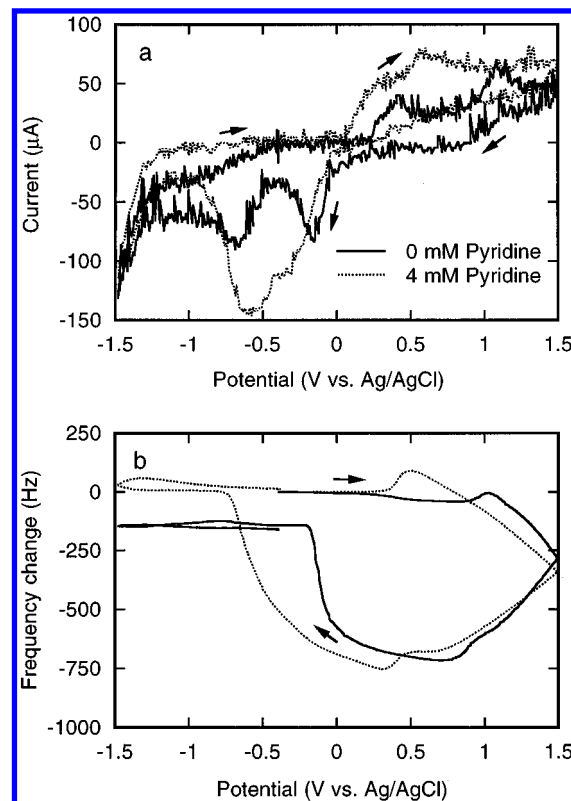 a
100
50
0
-50
-100
-150
Current (μA)
0 mM Pyridine
4 mM Pyridine
-1.5 -1 -0.5 0 0.5 1 1.5
Potential (V vs. Ag/AgCl)
b
250
0
-250
-500
-750
-1000
Frequency change (Hz)
-1.5 -1 -0.5 0 0.5 1 1.5
Potential (V vs. Ag/AgCl)